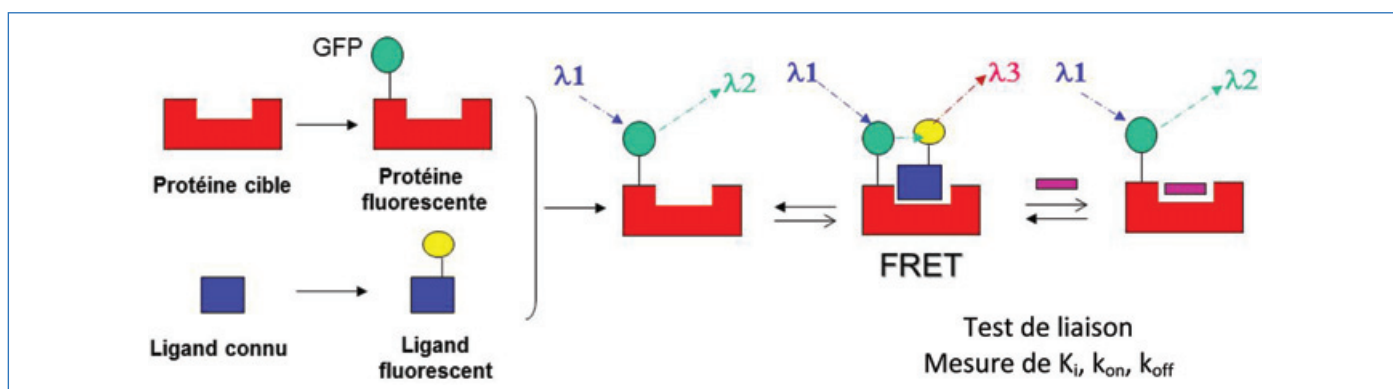 GFP
Protéine cible
Protéine
fluorescente
Ligand connu
Ligand
fluorescent
λ1
λ2
λ1
λ3
FRET
λ1
λ2
Test de liaison
Mesure de Ki, kon, koff